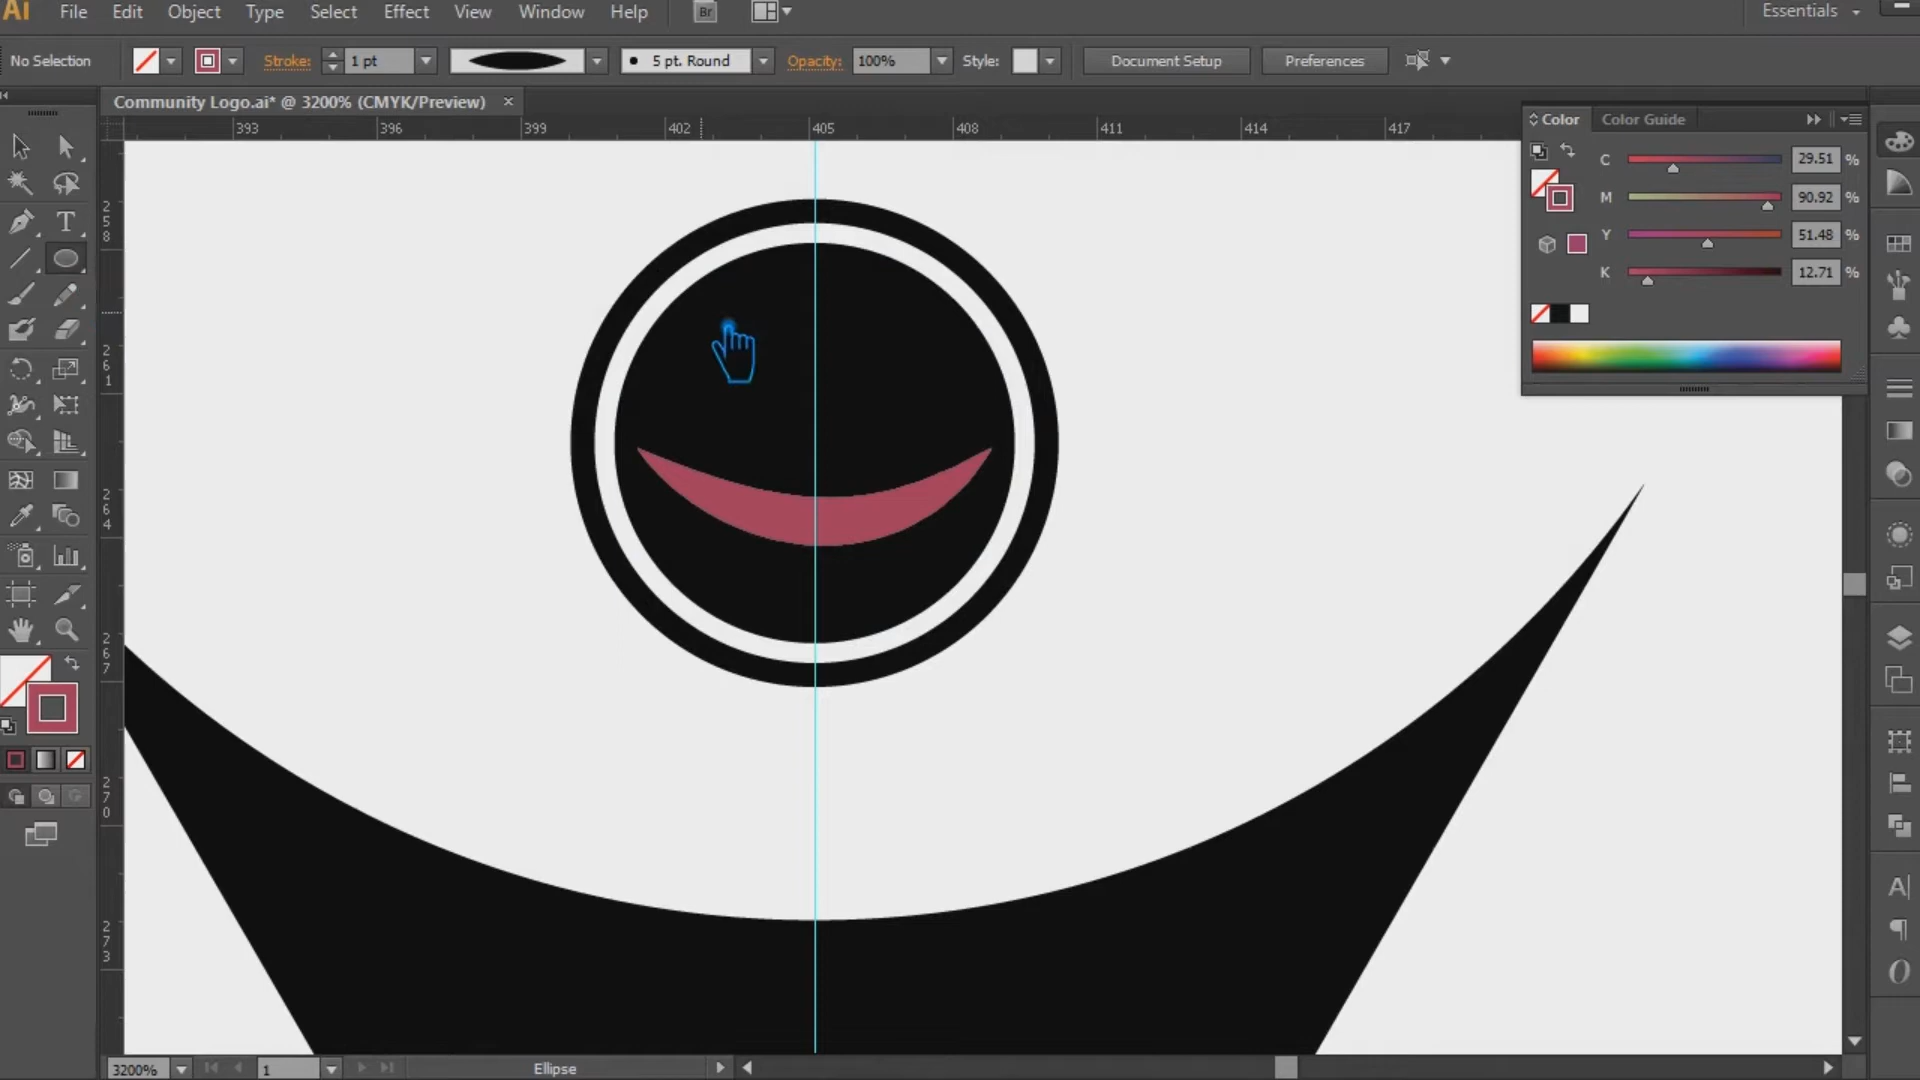 Ai File Edit Object Type Select Effect View Window Help Br Essentials
No Selection Stroke: 1 pt 5 pt. Round Opacity: 100% Style: Document Setup Preferences
Community Logo.ai* @ 3200% (CMYK/Preview) ×
393 396 399 402 405 408 411 414 417
Color Color Guide
C 29.51 %
M 90.92 %
Y 51.48 %
K 12.71 %
258
261
264
267
270
273
3200% 1 Ellipse